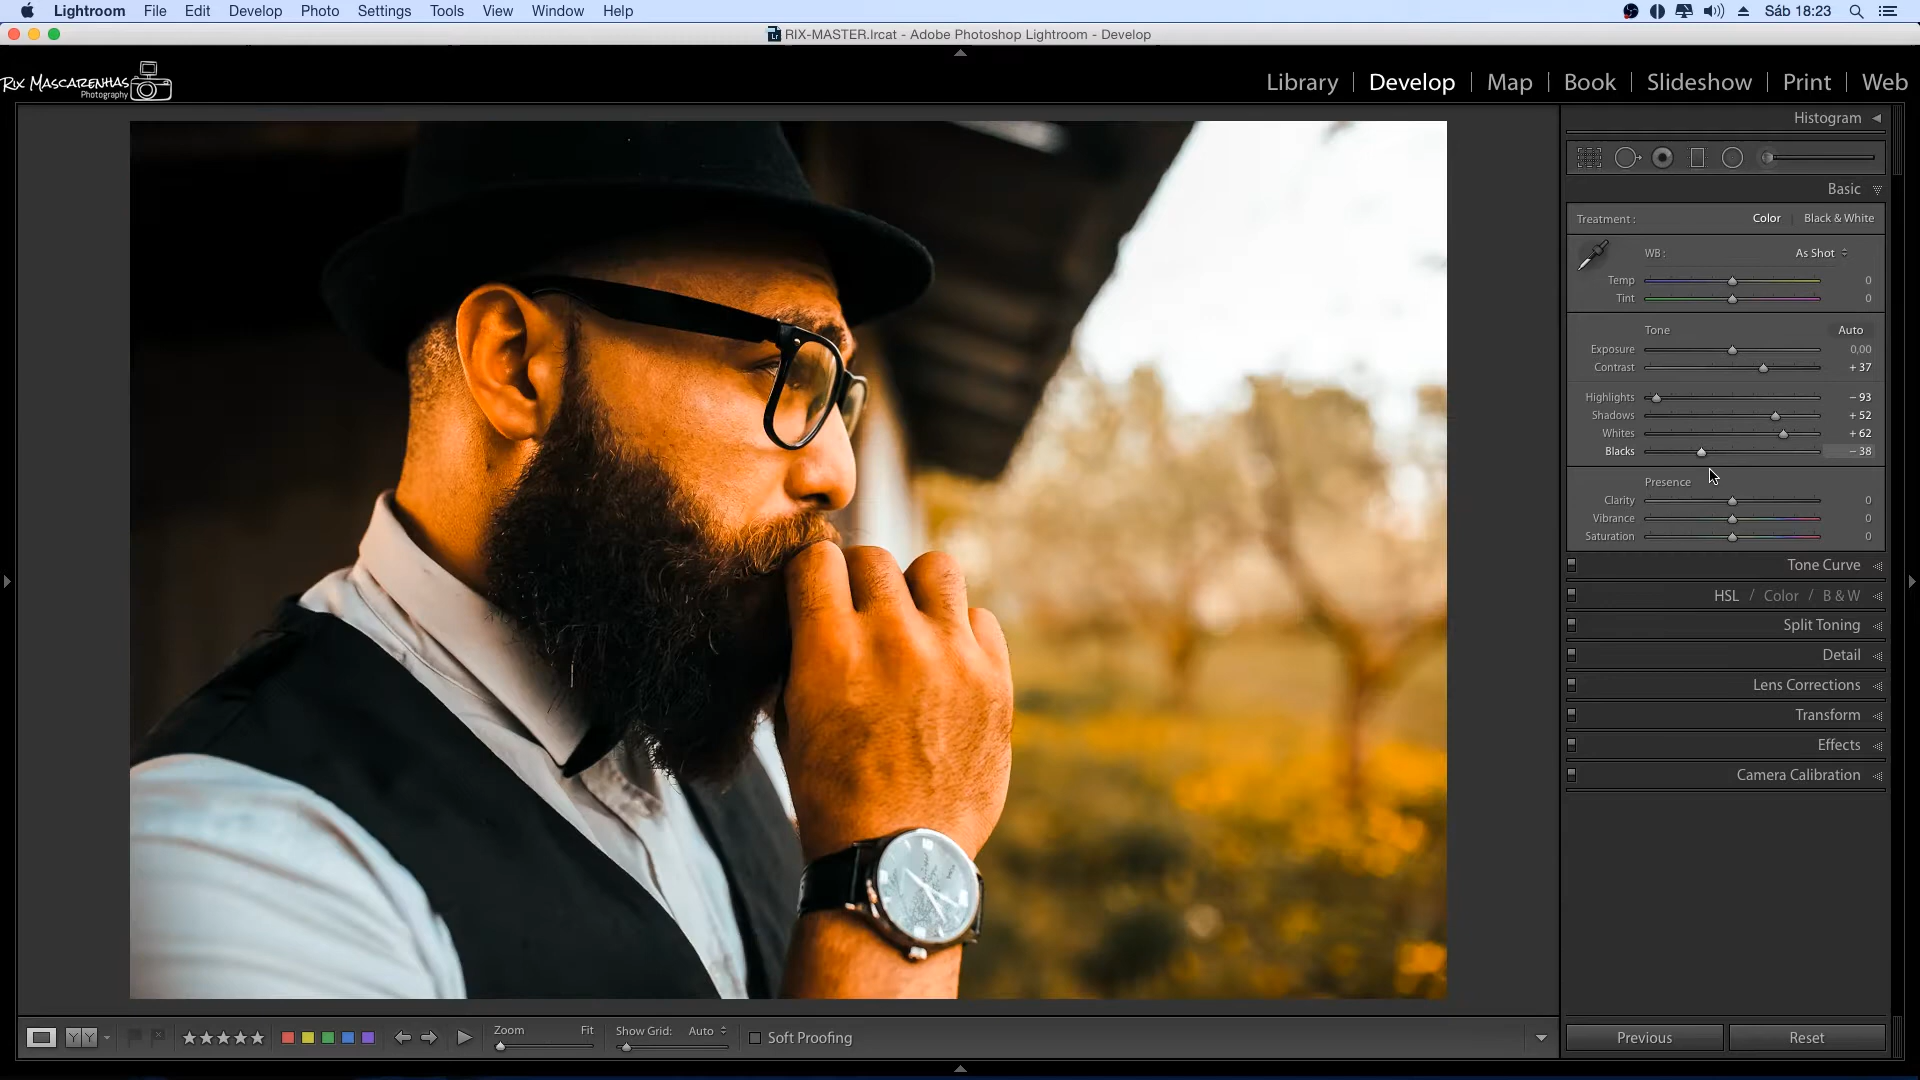 Lightroom File Edit Develop Photo Settings Tools View Window Help Sáb 18:23
RIX-MASTER.lrcat - Adobe Photoshop Lightroom - Develop
Rix Mascarenhas
Photography
Library | Develop | Map | Book | Slideshow | Print | Web
Histogram
Basic
Treatment : Color Black & White
WB : As Shot
Temp 0
Tint 0
Tone Auto
Exposure 0,00
Contrast + 37
Highlights – 93
Shadows + 52
Whites + 62
Blacks – 38
Presence
Clarity 0
Vibrance 0
Saturation 0
Tone Curve
HSL / Color / B & W
Split Toning
Detail
Lens Corrections
Transform
Effects
Camera Calibration
YY Zoom Fit Show Grid: Auto Soft Proofing
Previous Reset